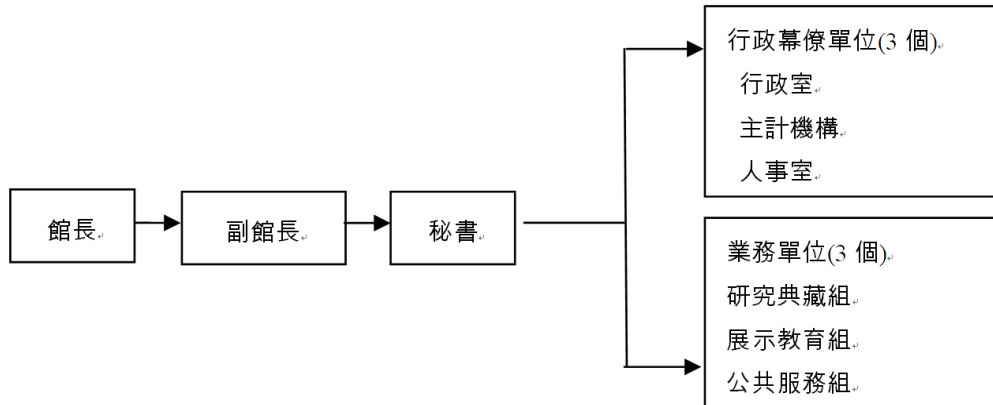 館長
副館長
秘書
行政幕僚單位(3 個)
行政室
主計機構
人事室
業務單位(3 個)
研究典藏組
展示教育組
公共服務組